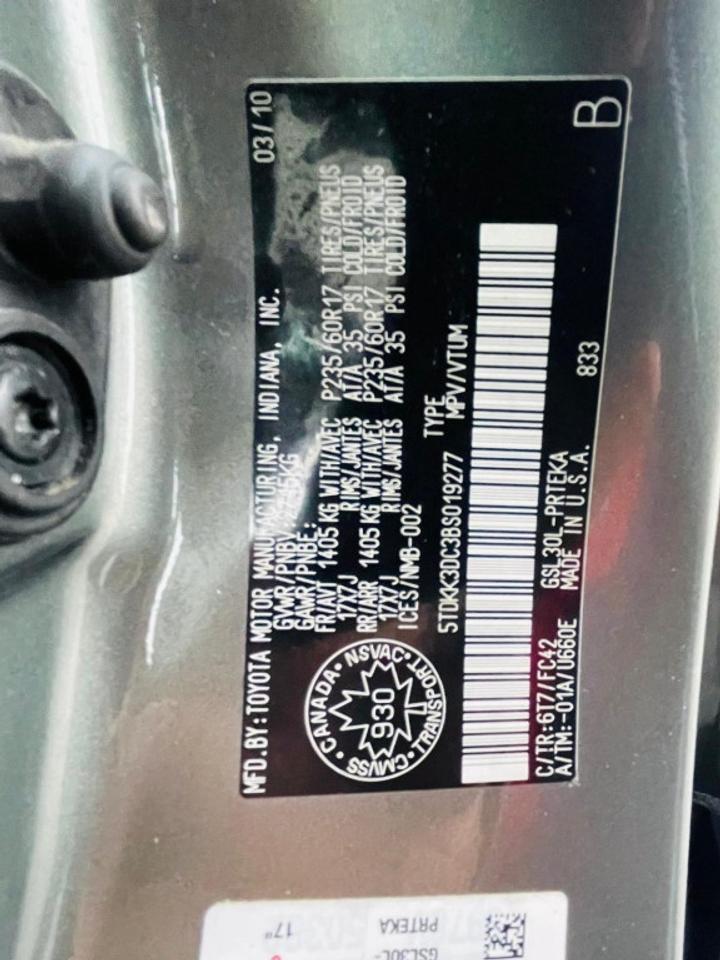 MFD.BY:TOYOTA MOTOR MANUFACTURING, INDIANA, INC. 03/10
GVWR/PNBV:
GAWR/PNBE:
FR/AVT 1405 KG WITH/AVEC P235/60R17 TIRES/PNEUS
17X7J RIMS/JANTES AT/A 35 PSI COLD/FROID
RR/ARR 1405 KG WITH/AVEC P235/60R17 TIRES/PNEUS
17X7J RIMS/JANTES AT/A 35 PSI COLD/FROID
ICES/NMB-002
CANADA • NSVAC • TRANSPORT • CMVSS
930
5TDKK3DC3BS019277 TYPE MPV/VTUM
C/TR:6T7/FC42 GSL30L-PRTEKA 833
A/TM:-01A/U660E MADE IN U.S.A.
B
GSL30L-
PRTEKA
17"